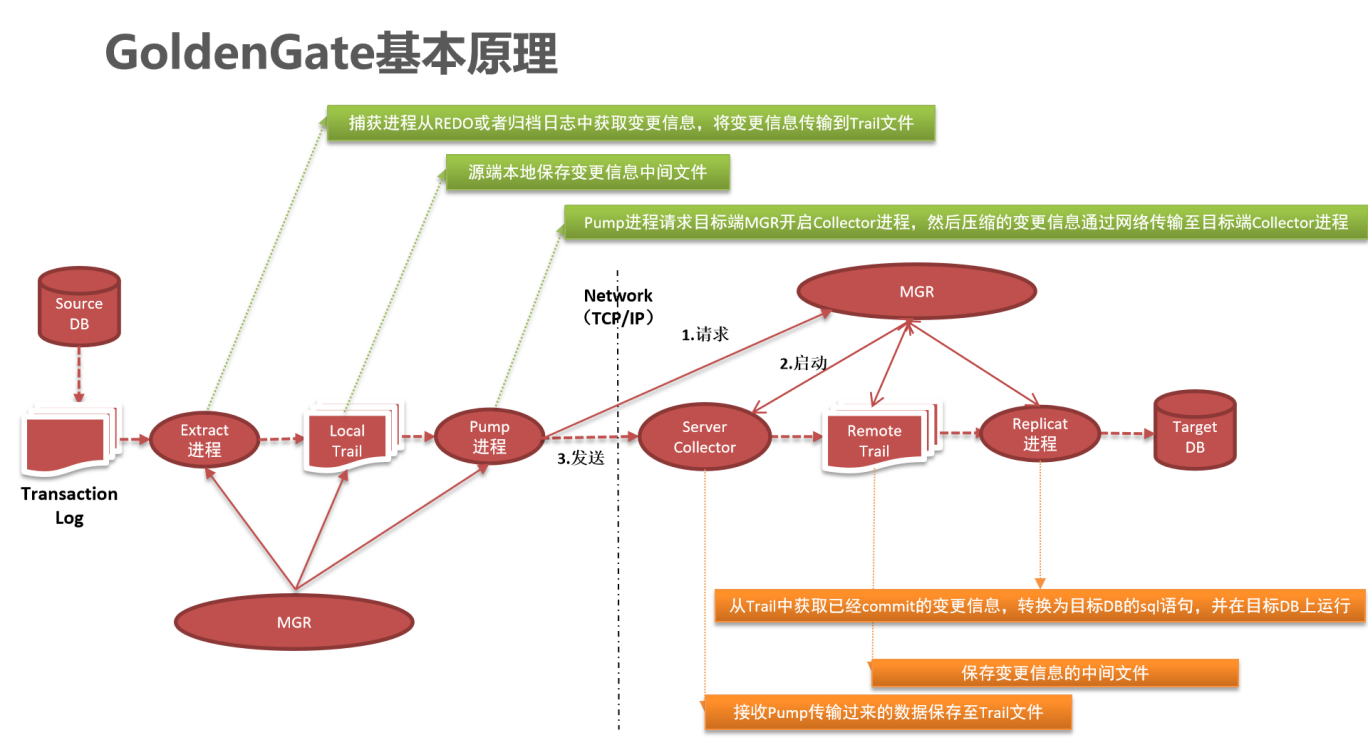 GoldenGate基本原理
捕获进程从REDO或者归档日志中获取变更信息，将变更信息传输到Trail文件
源端本地保存变更信息中间文件
Pump进程请求目标端MGR开启Collector进程，然后压缩的变更信息通过网络传输至目标端Collector进程
Source
DB
Network
（TCP/IP）
MGR
1.请求
2.启动
Extract
进程
Local
Trail
Pump
进程
3.发送
Server
Collector
Remote
Trail
Replicat
进程
Target
DB
Transaction
Log
MGR
从Trail中获取已经commit的变更信息，转换为目标DB的sql语句，并在目标DB上运行
保存变更信息的中间文件
接收Pump传输过来的数据保存至Trail文件